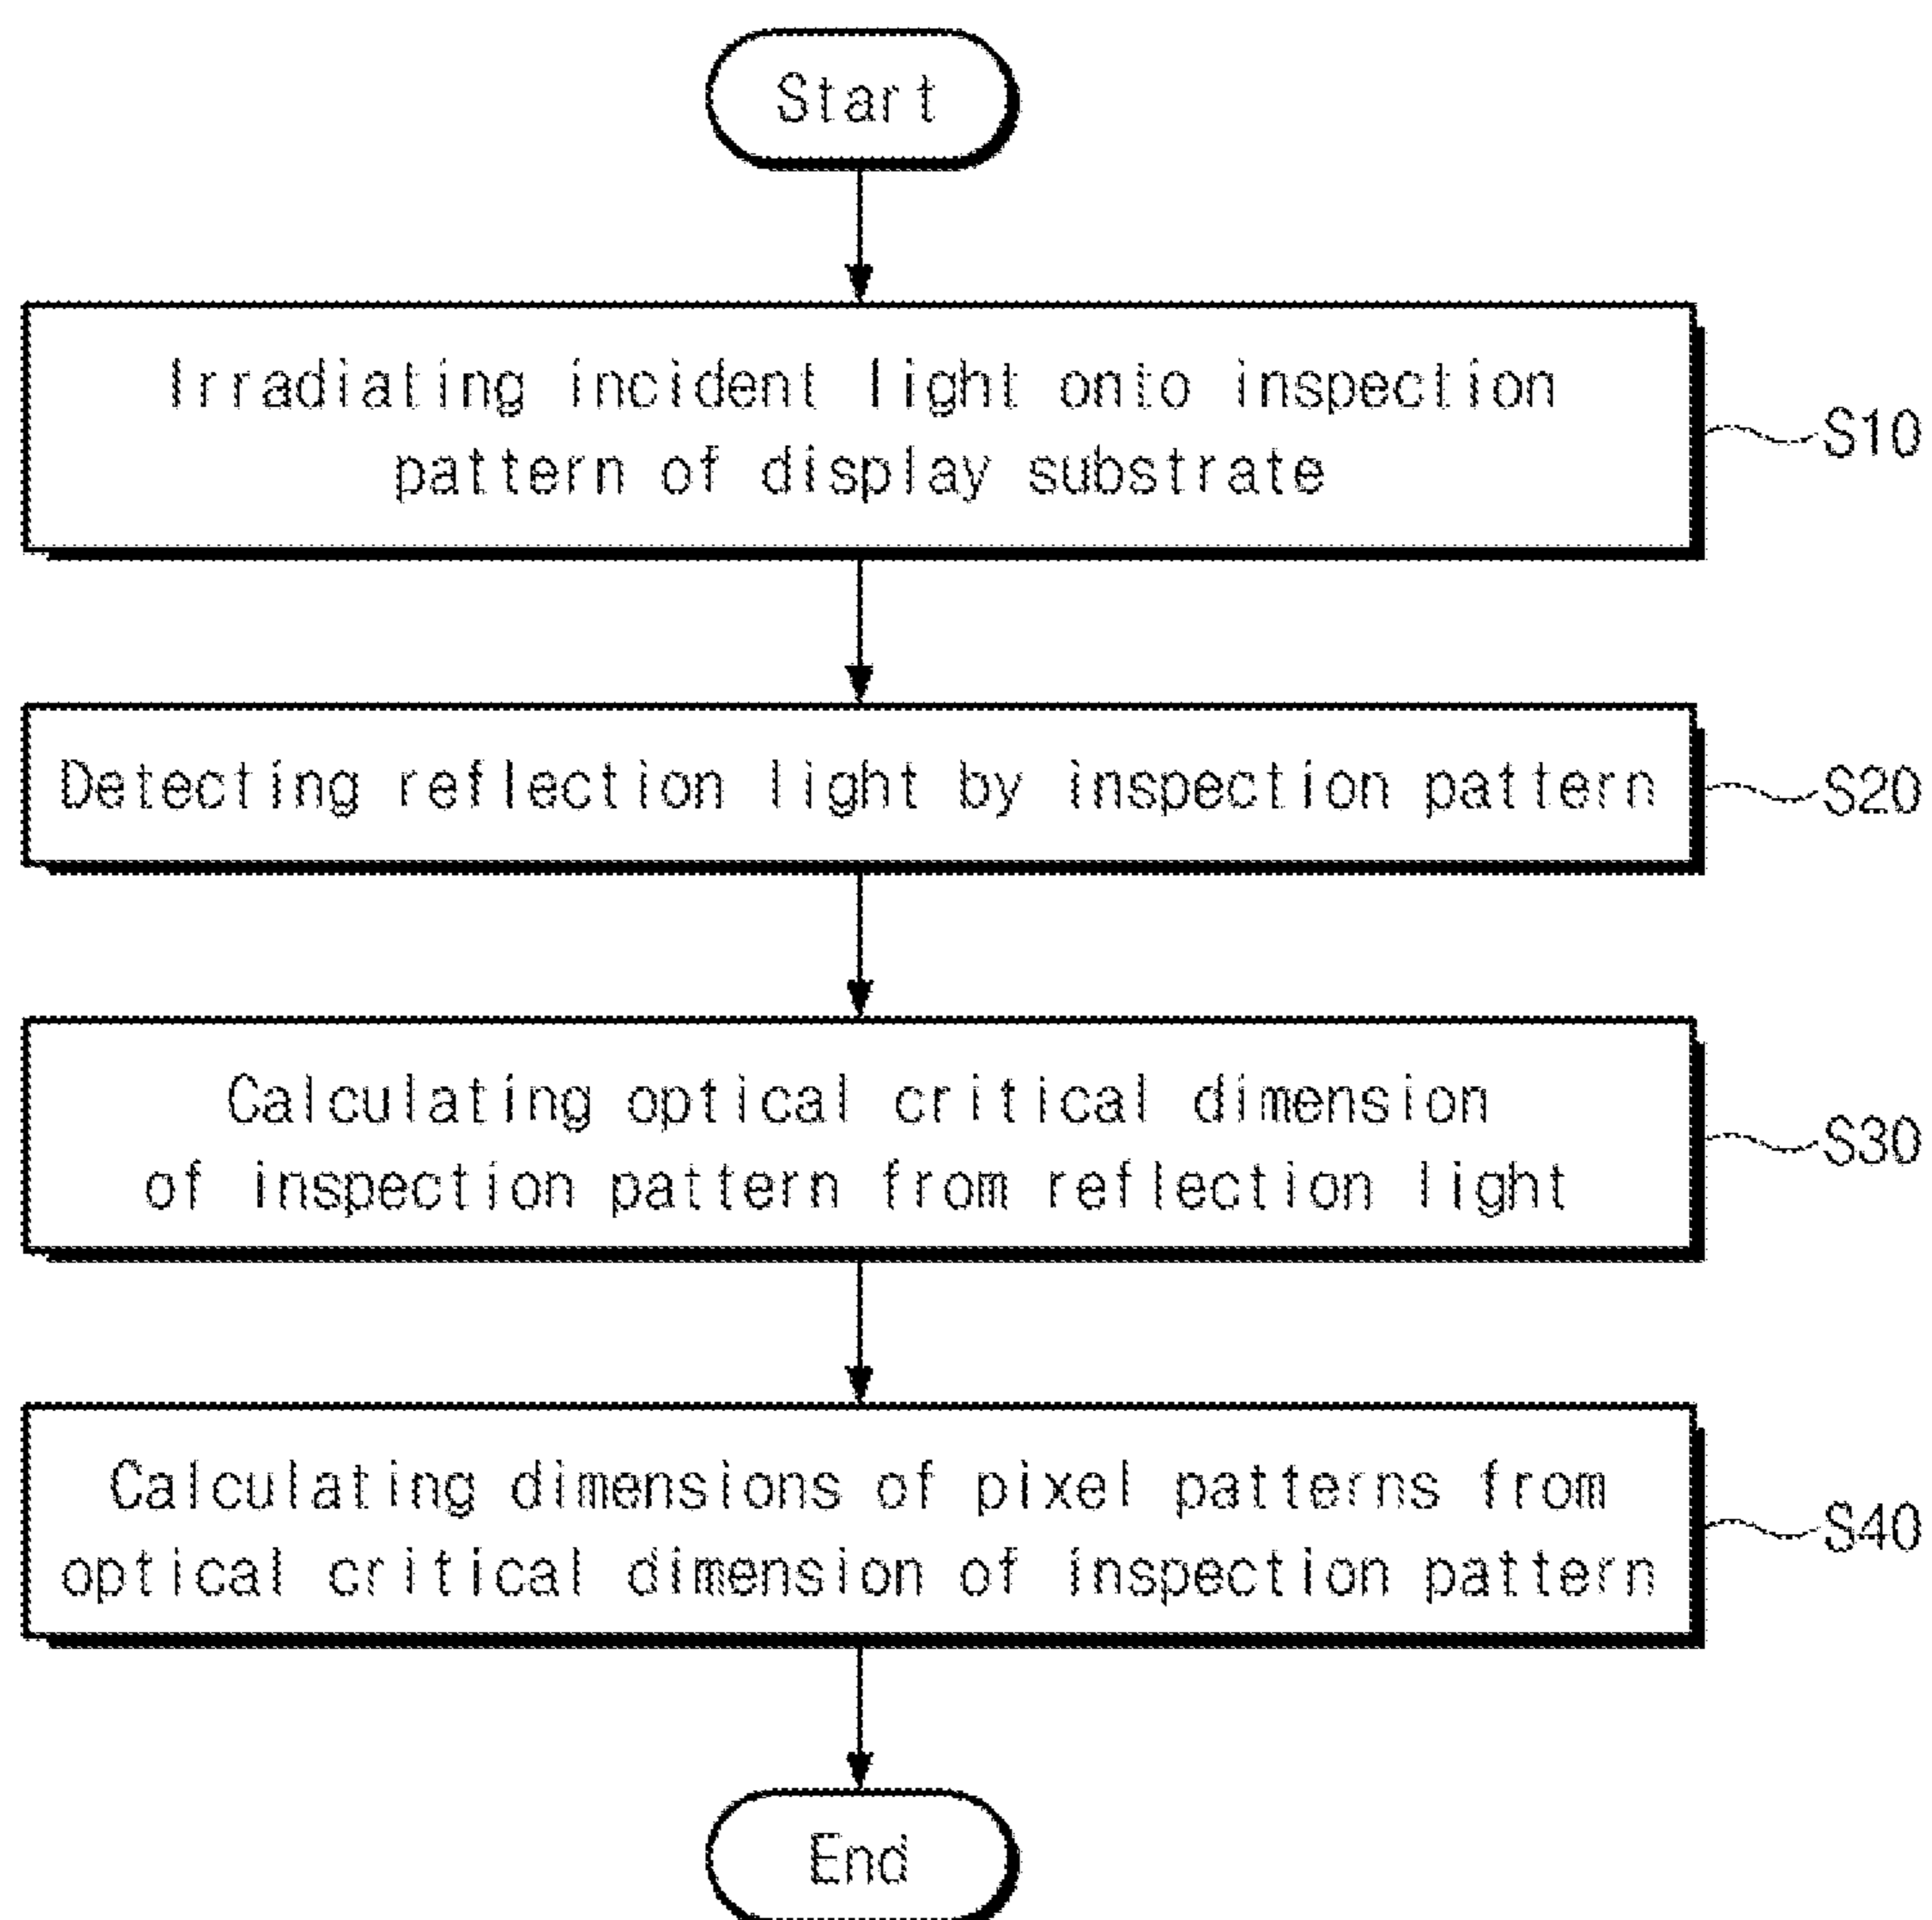 Start
Irradiating incident light onto inspection
pattern of display substrate
S10
Detecting reflection light by inspection pattern
S20
Calculating optical critical dimension
of inspection pattern from reflection light
S30
Calculating dimensions of pixel patterns from
optical critical dimension of inspection pattern
S40
End